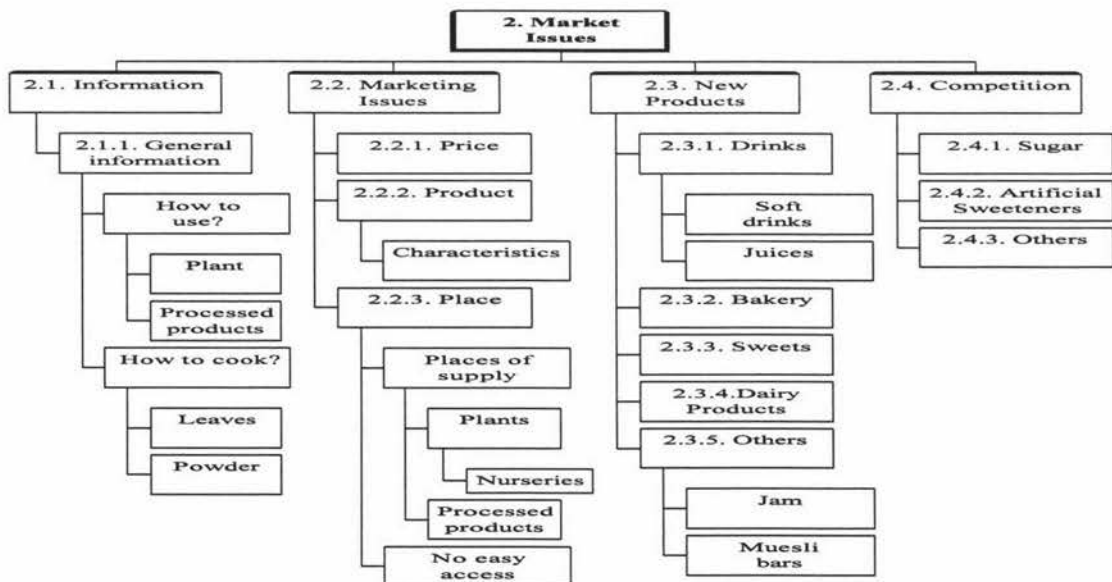 2. Market
Issues
2.1. Information
2.1.1. General
information
How to
use?
Plant
Processed
products
How to cook?
Leaves
Powder
2.2. Marketing
Issues
2.2.1. Price
2.2.2. Product
Characteristics
2.2.3. Place
Places of
supply
Plants
Nurseries
Processed
products
No easy
access
2.3. New
Products
2.3.1. Drinks
Soft
drinks
Juices
2.3.2. Bakery
2.3.3. Sweets
2.3.4.Dairy
Products
2.3.5. Others
Jam
Muesli
bars
2.4. Competition
2.4.1. Sugar
2.4.2. Artificial
Sweeteners
2.4.3. Others